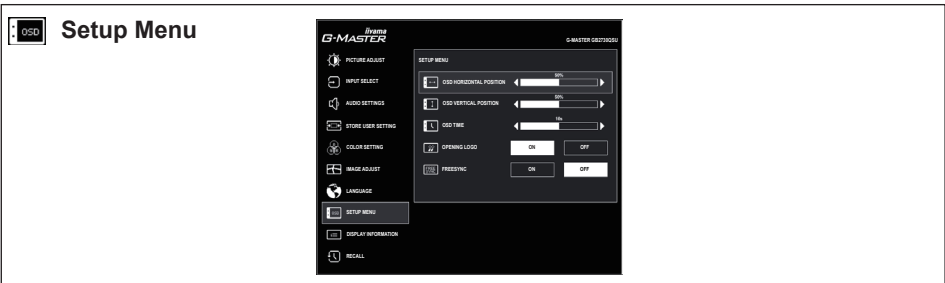 OSD Setup Menu
iiyama
G-MASTER
G-MASTER GB2730QSU
PICTURE ADJUST
INPUT SELECT
AUDIO SETTINGS
STORE USER SETTING
COLOR SETTING
IMAGE ADJUST
LANGUAGE
SETUP MENU
DISPLAY INFORMATION
RECALL
SETUP MENU
50%
OSD HORIZONTAL POSITION
50%
OSD VERTICAL POSITION
10s
OSD TIME
OPENING LOGO ON OFF
FREESYNC ON OFF